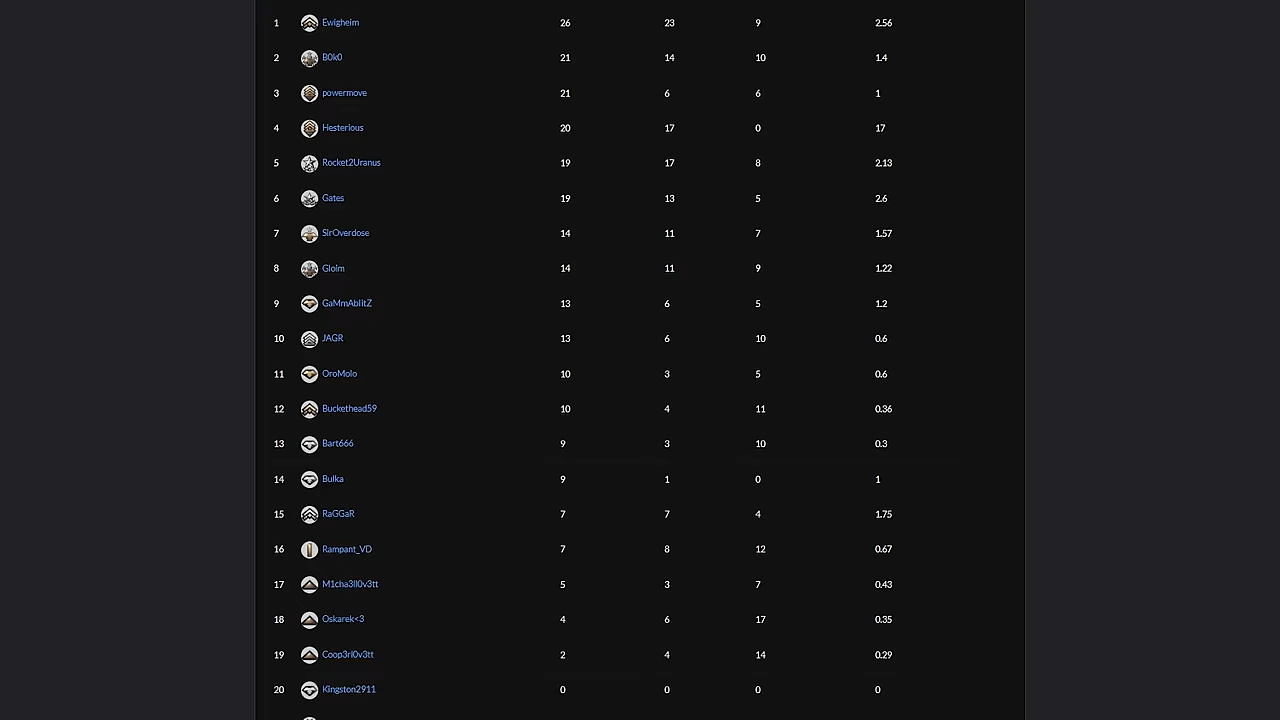 1 Ewigheim 26 23 9 2.56
2 B0k0 21 14 10 1.4
3 powermove 21 6 6 1
4 Hesterious 20 17 0 17
5 Rocket2Uranus 19 17 8 2.13
6 Gates 19 13 5 2.6
7 SirOverdose 14 11 7 1.57
8 Gloim 14 11 9 1.22
9 GaMmAbIitZ 13 6 5 1.2
10 JAGR 13 6 10 0.6
11 OroMolo 10 3 5 0.6
12 Buckethead59 10 4 11 0.36
13 Bart666 9 3 10 0.3
14 Bulka 9 1 0 1
15 RaGGaR 7 7 4 1.75
16 Rampant_VD 7 8 12 0.67
17 M1cha3ll0v3tt 5 3 7 0.43
18 Oskarek<3 4 6 17 0.35
19 Coop3rl0v3tt 2 4 14 0.29
20 Kingston2911 0 0 0 0